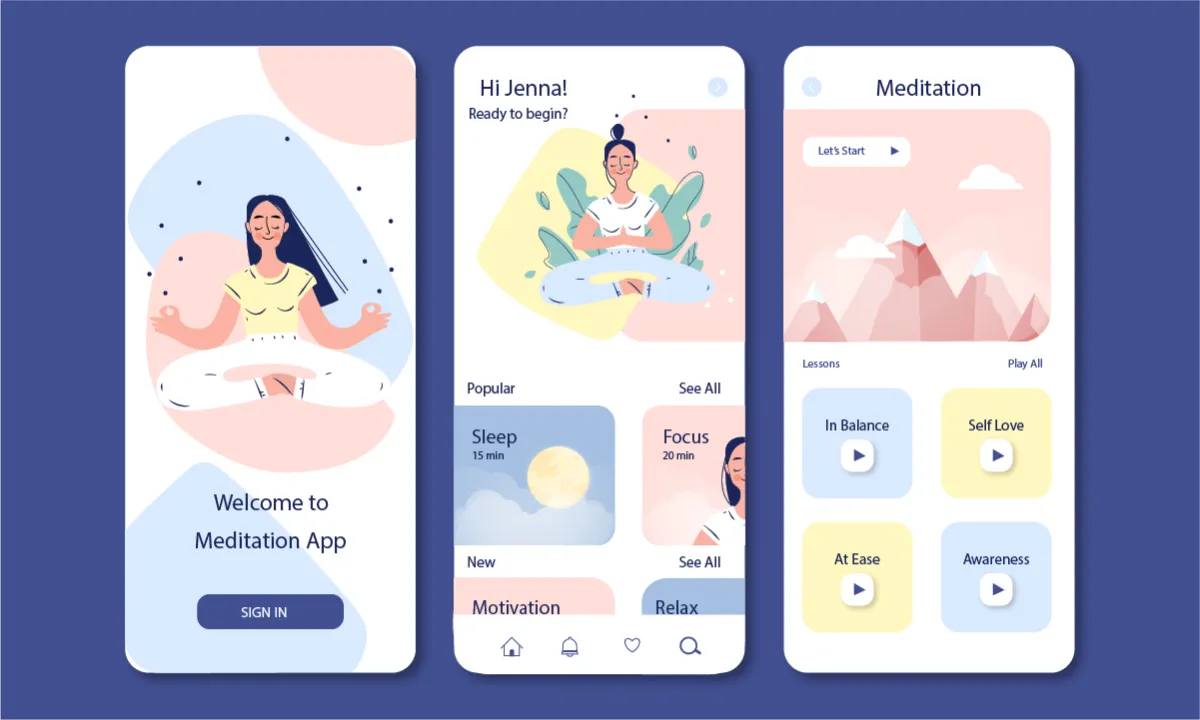 Welcome to
Meditation App
SIGN IN
Hi Jenna!
Ready to begin?
Popular
See All
Sleep
15 min
Focus
20 min
New
See All
Motivation
Relax
Meditation
Let's Start
Lessons
Play All
In Balance
Self Love
At Ease
Awareness